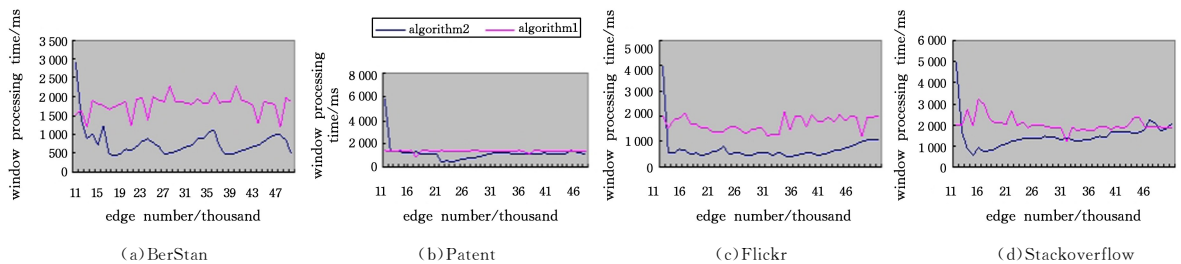 algorithm2 algorithm1
window processing time/ms
3 500
3 000
2 500
2 000
1 500
1 000
500
0
11 15 19 23 27 31 35 39 43 47
edge number/thousand
(a)BerStan
window processing
time/ms
8 000
6 000
4 000
2 000
0
11 16 21 26 31 36 41 46
edge number/thousand
(b)Patent
window processing time/ms
5 000
4 000
3 000
2 000
1 000
0
11 16 21 26 31 36 41 46
edge number/thousand
(c)Flickr
window processing time/ms
6 000
5 000
4 000
3 000
2 000
1 000
0
11 16 21 26 31 36 41 46
edge number/thousand
(d)Stackoverflow